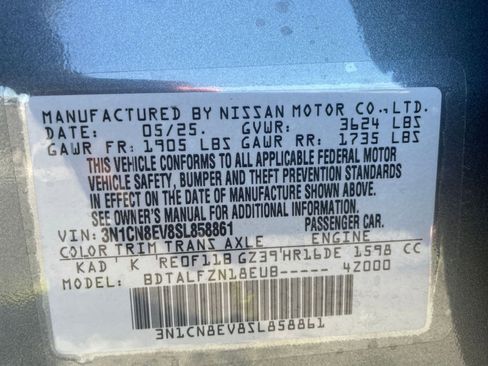 MANUFACTURED BY NISSAN MOTOR CO.,LTD.
DATE: 05/25. GVWR: 3624 LBS
GAWR FR: 1905 LBS GAWR RR: 1735 LBS
THIS VEHICLE CONFORMS TO ALL APPLICABLE FEDERAL MOTOR
VEHICLE SAFETY, BUMPER AND THEFT PREVENTION STANDARDS
IN EFFECT ON THE DATE OF MANUFACTURE SHOWN ABOVE.
SEE OWNER'S MANUAL FOR ADDITIONAL INFORMATION.
VIN: 3N1CN8EV8SL858861 PASSENGER CAR.
COLOR TRIM TRANS AXLE ENGINE
KAD K RE0F11B GZ39 HR16DE 1598 CC
BDTALFZN18EUB----- 4Z000
3N1CN8EV8SL858861